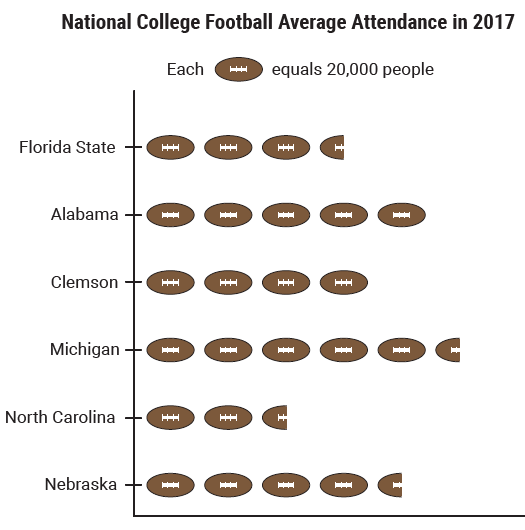 National College Football Average Attendance in 2017
Each equals 20,000 people
Florida State
Alabama
Clemson
Michigan
North Carolina
Nebraska